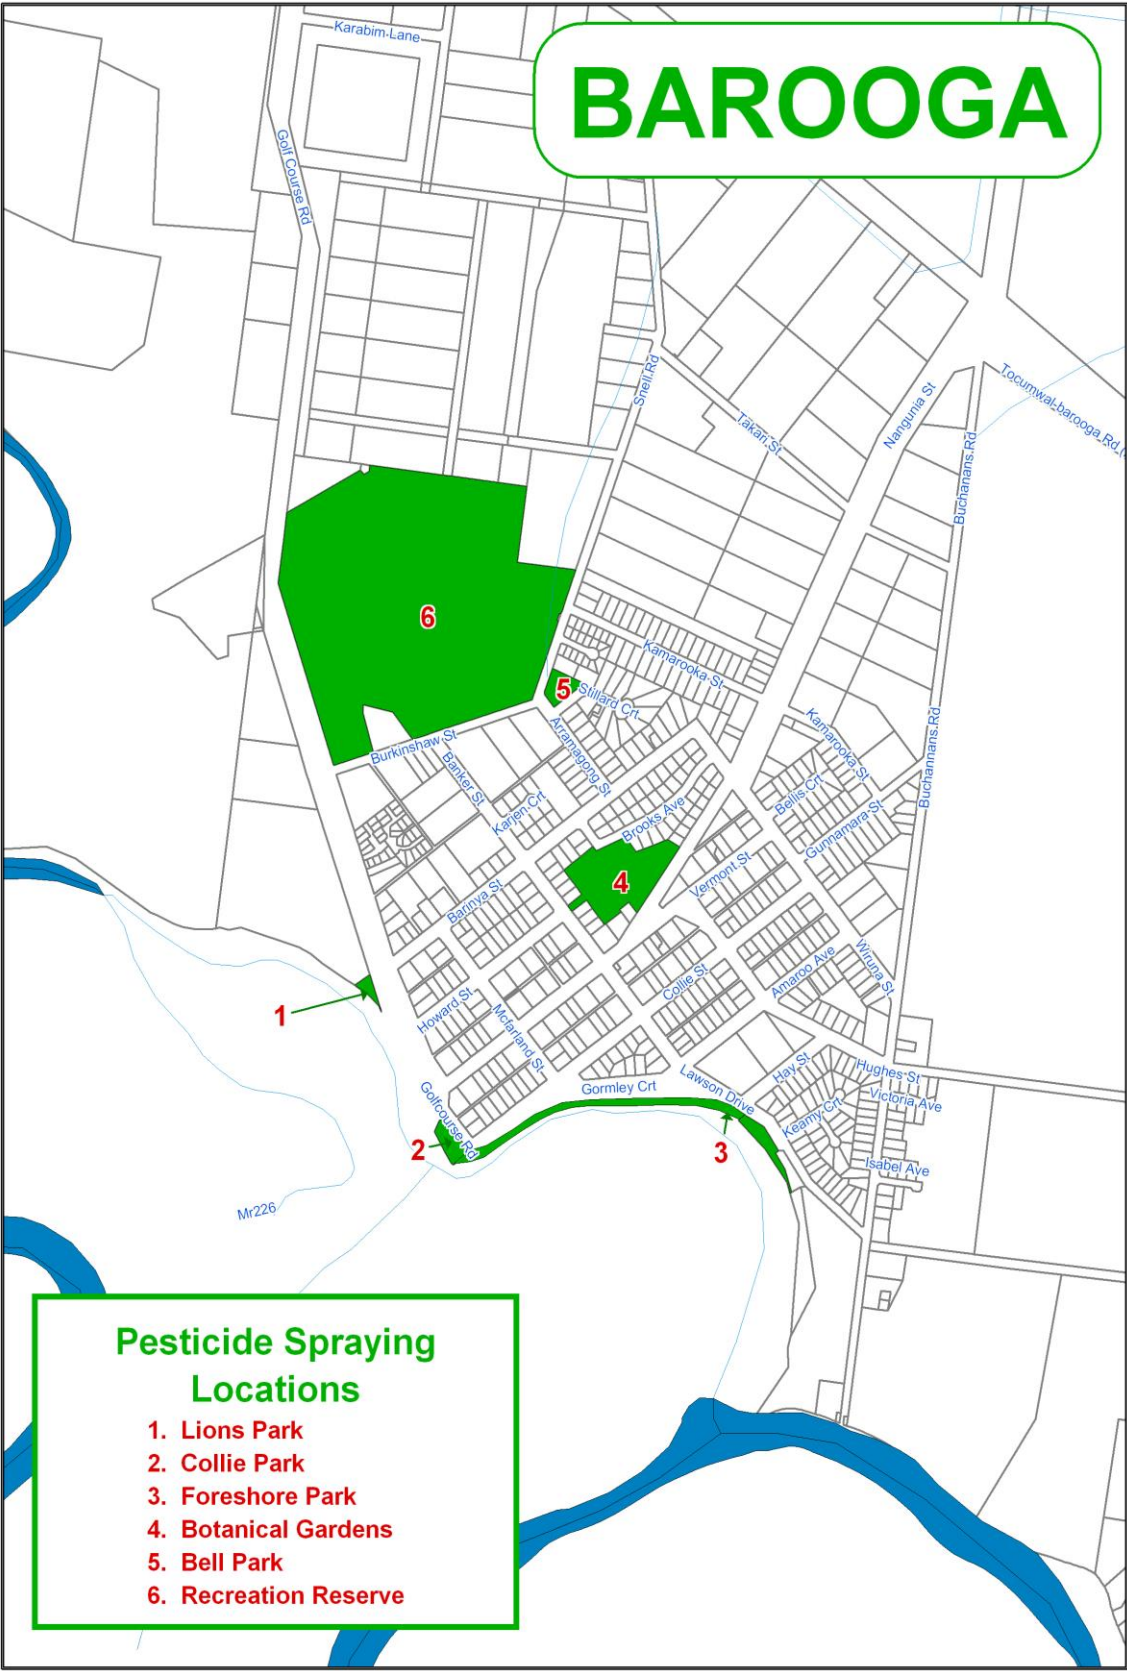 BAROOGA
Karabim Lane
Golf Course Rd
Snell Rd
Takari St
Nangunia St
Tocumwal-barooga Rd
Buchanans Rd
6
5
Kamarooka St
Stillard Crt
Arramagong St
Burkinshaw St
Banker St
Karjen Crt
Brooks Ave
Kamarooka St
Bellis Crt
Gunnamara St
Buchannans Rd
4
Vermont St
Barinya St
Wiruna St
Amaroo Ave
Collie St
1
Howard St
Mcfarland St
Hay St
Hughes St
Victoria Ave
Gormley Crt
Lawson Drive
Golfcourse Rd
Keamy Crt
2
3
Isabel Ave
Mr226
Pesticide Spraying
Locations
1. Lions Park
2. Collie Park
3. Foreshore Park
4. Botanical Gardens
5. Bell Park
6. Recreation Reserve